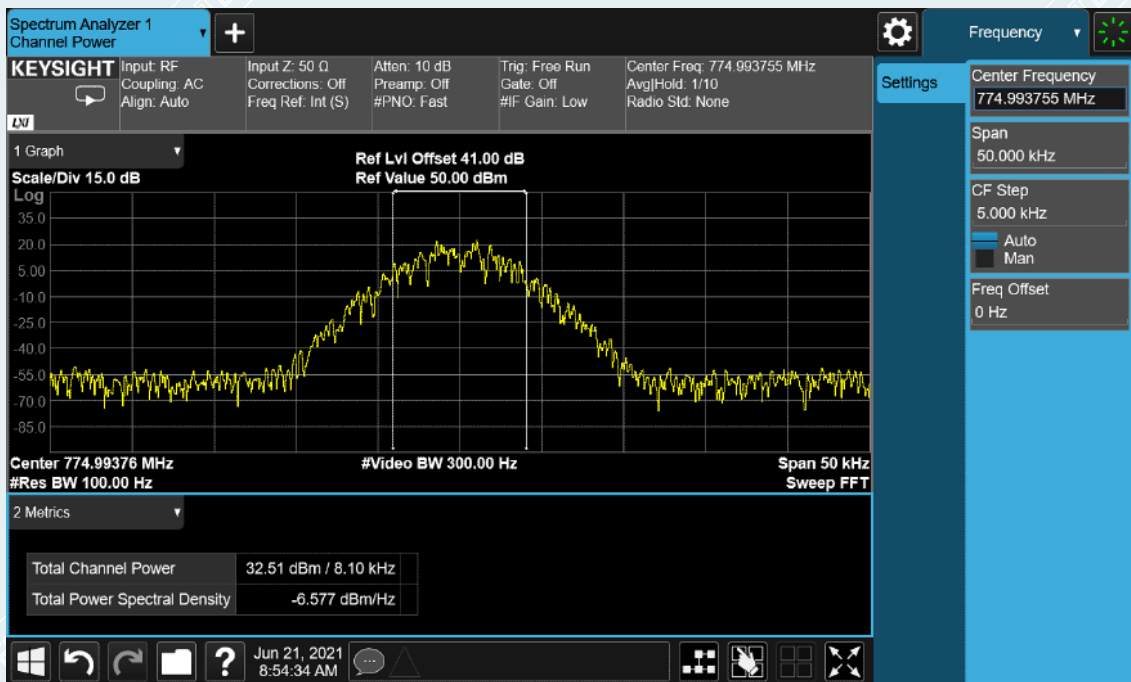 Spectrum Analyzer 1
Channel Power
Frequency
KEYSIGHT
LXI
Input: RF
Coupling: AC
Align: Auto
Input Z: 50 Ω
Corrections: Off
Freq Ref: Int (S)
Atten: 10 dB
Preamp: Off
#PNO: Fast
Trig: Free Run
Gate: Off
#IF Gain: Low
Center Freq: 774.993755 MHz
Avg|Hold: 1/10
Radio Std: None
1 Graph
Scale/Div 15.0 dB
Ref Lvl Offset 41.00 dB
Ref Value 50.00 dBm
Log
35.0
20.0
5.00
-10.0
-25.0
-40.0
-55.0
-70.0
-85.0
Center 774.99376 MHz
#Video BW 300.00 Hz
Span 50 kHz
#Res BW 100.00 Hz
Sweep FFT
2 Metrics
Total Channel Power 32.51 dBm / 8.10 kHz
Total Power Spectral Density -6.577 dBm/Hz
?
Jun 21, 2021
8:54:34 AM
Settings
Center Frequency
774.993755 MHz
Span
50.000 kHz
CF Step
5.000 kHz
Auto
Man
Freq Offset
0 Hz